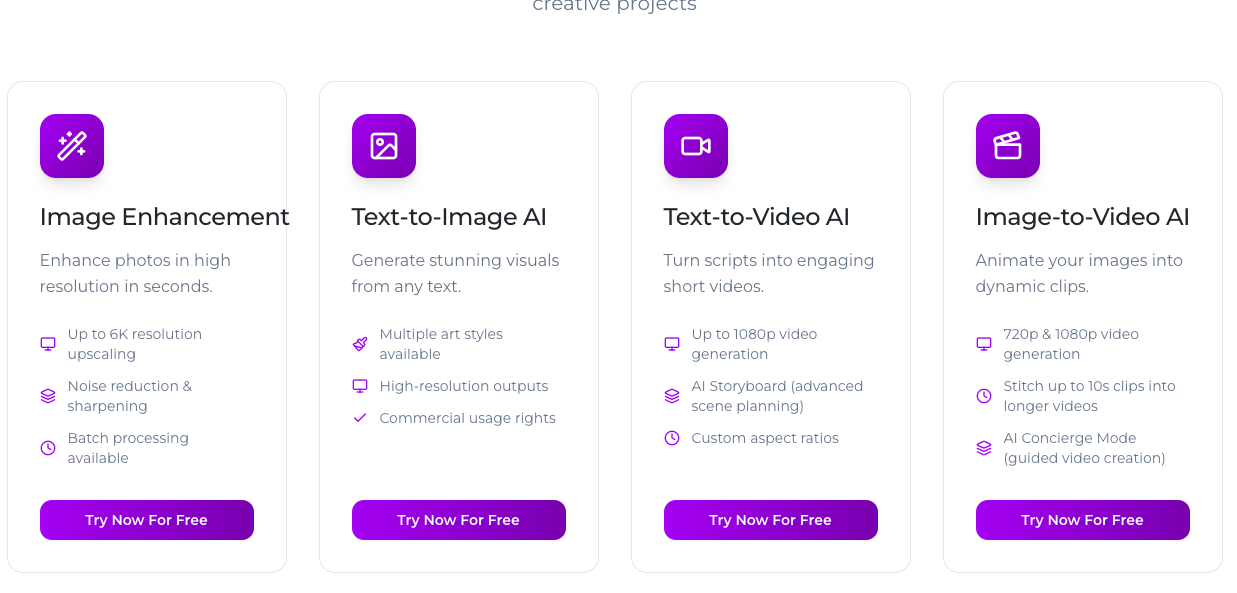 creative projects
Image Enhancement
Enhance photos in high
resolution in seconds.
Up to 6K resolution
upscaling
Noise reduction &
sharpening
Batch processing
available
Try Now For Free
Text-to-Image AI
Generate stunning visuals
from any text.
Multiple art styles
available
High-resolution outputs
Commercial usage rights
Try Now For Free
Text-to-Video AI
Turn scripts into engaging
short videos.
Up to 1080p video
generation
AI Storyboard (advanced
scene planning)
Custom aspect ratios
Try Now For Free
Image-to-Video AI
Animate your images into
dynamic clips.
720p & 1080p video
generation
Stitch up to 10s clips into
longer videos
AI Concierge Mode
(guided video creation)
Try Now For Free